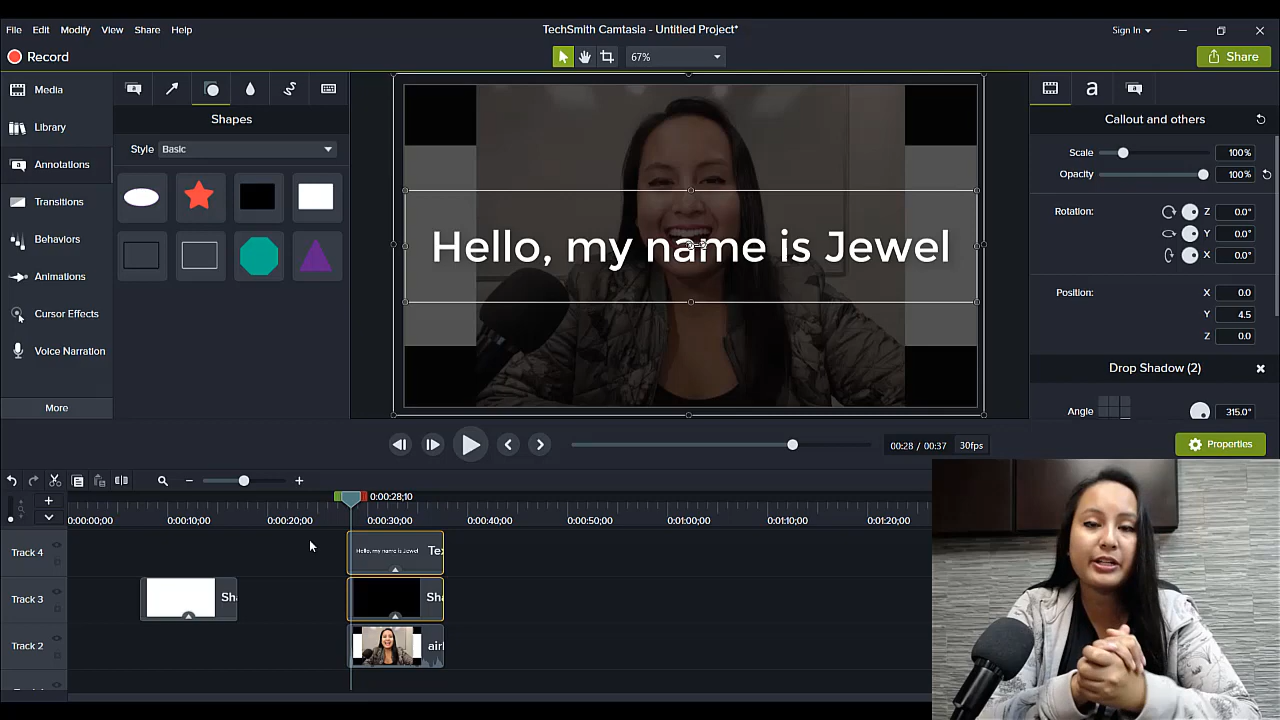 TechSmith Camtasia - Untitled Project*
File Edit Modify View Share Help
Sign In
Record
67%
Share
Media
Library
Annotations
Transitions
Behaviors
Animations
Cursor Effects
Voice Narration
More
Shapes
Style Basic
Hello, my name is Jewel
a
Callout and others
Scale 100%
Opacity 100%
Rotation: Z 0.0°
Y 0.0°
X 0.0°
Position: X 0.0
Y 4.5
Z 0.0
Drop Shadow (2)
Angle 315.0°
00:28 / 00:37 30fps
Properties
0:00:28;10
0:00:00;00 0:00:10;00 0:00:20;00 0:00:30;00 0:00:40;00 0:00:50;00 0:01:00;00 0:01:10;00 0:01:20;00
Track 4
Hello, my name is Jewel Tex
Track 3
Sha
Sha
Track 2
airl